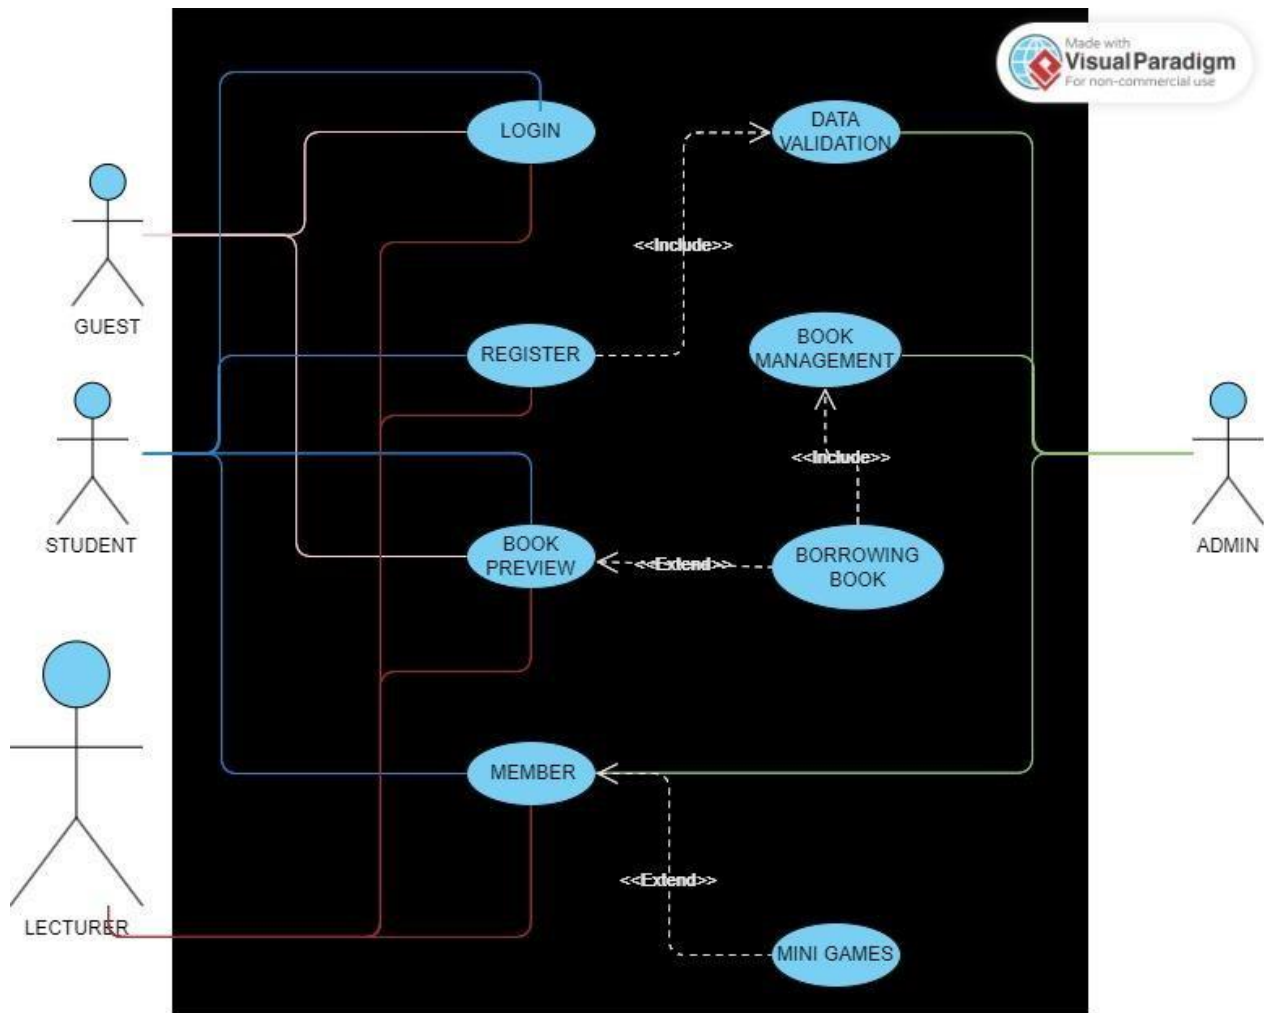 Made with
Visual Paradigm
For non-commercial use
LOGIN
DATA
VALIDATION
<<Include>>
GUEST
REGISTER
BOOK
MANAGEMENT
<<Include>>
STUDENT
BOOK
PREVIEW
<<Extend>>
BORROWING
BOOK
ADMIN
MEMBER
<<Extend>>
LECTURER
MINI GAMES